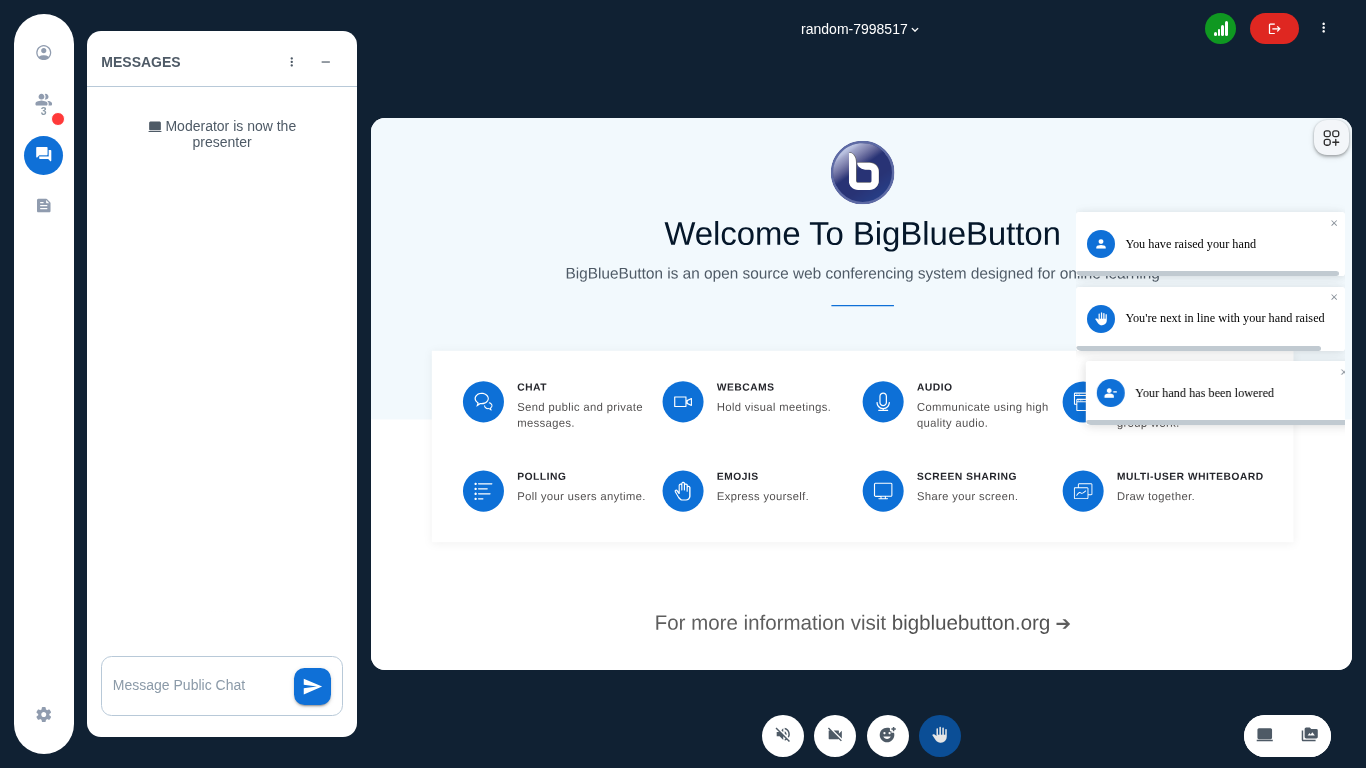 random-7998517
3
MESSAGES
Moderator is now the
presenter
Message Public Chat
Welcome To BigBlueButton
BigBlueButton is an open source web conferencing system designed for online learning
You have raised your hand
You're next in line with your hand raised
Your hand has been lowered
CHAT
Send public and private
messages.
WEBCAMS
Hold visual meetings.
AUDIO
Communicate using high
quality audio.
group work.
POLLING
Poll your users anytime.
EMOJIS
Express yourself.
SCREEN SHARING
Share your screen.
MULTI-USER WHITEBOARD
Draw together.
For more information visit bigbluebutton.org ➔